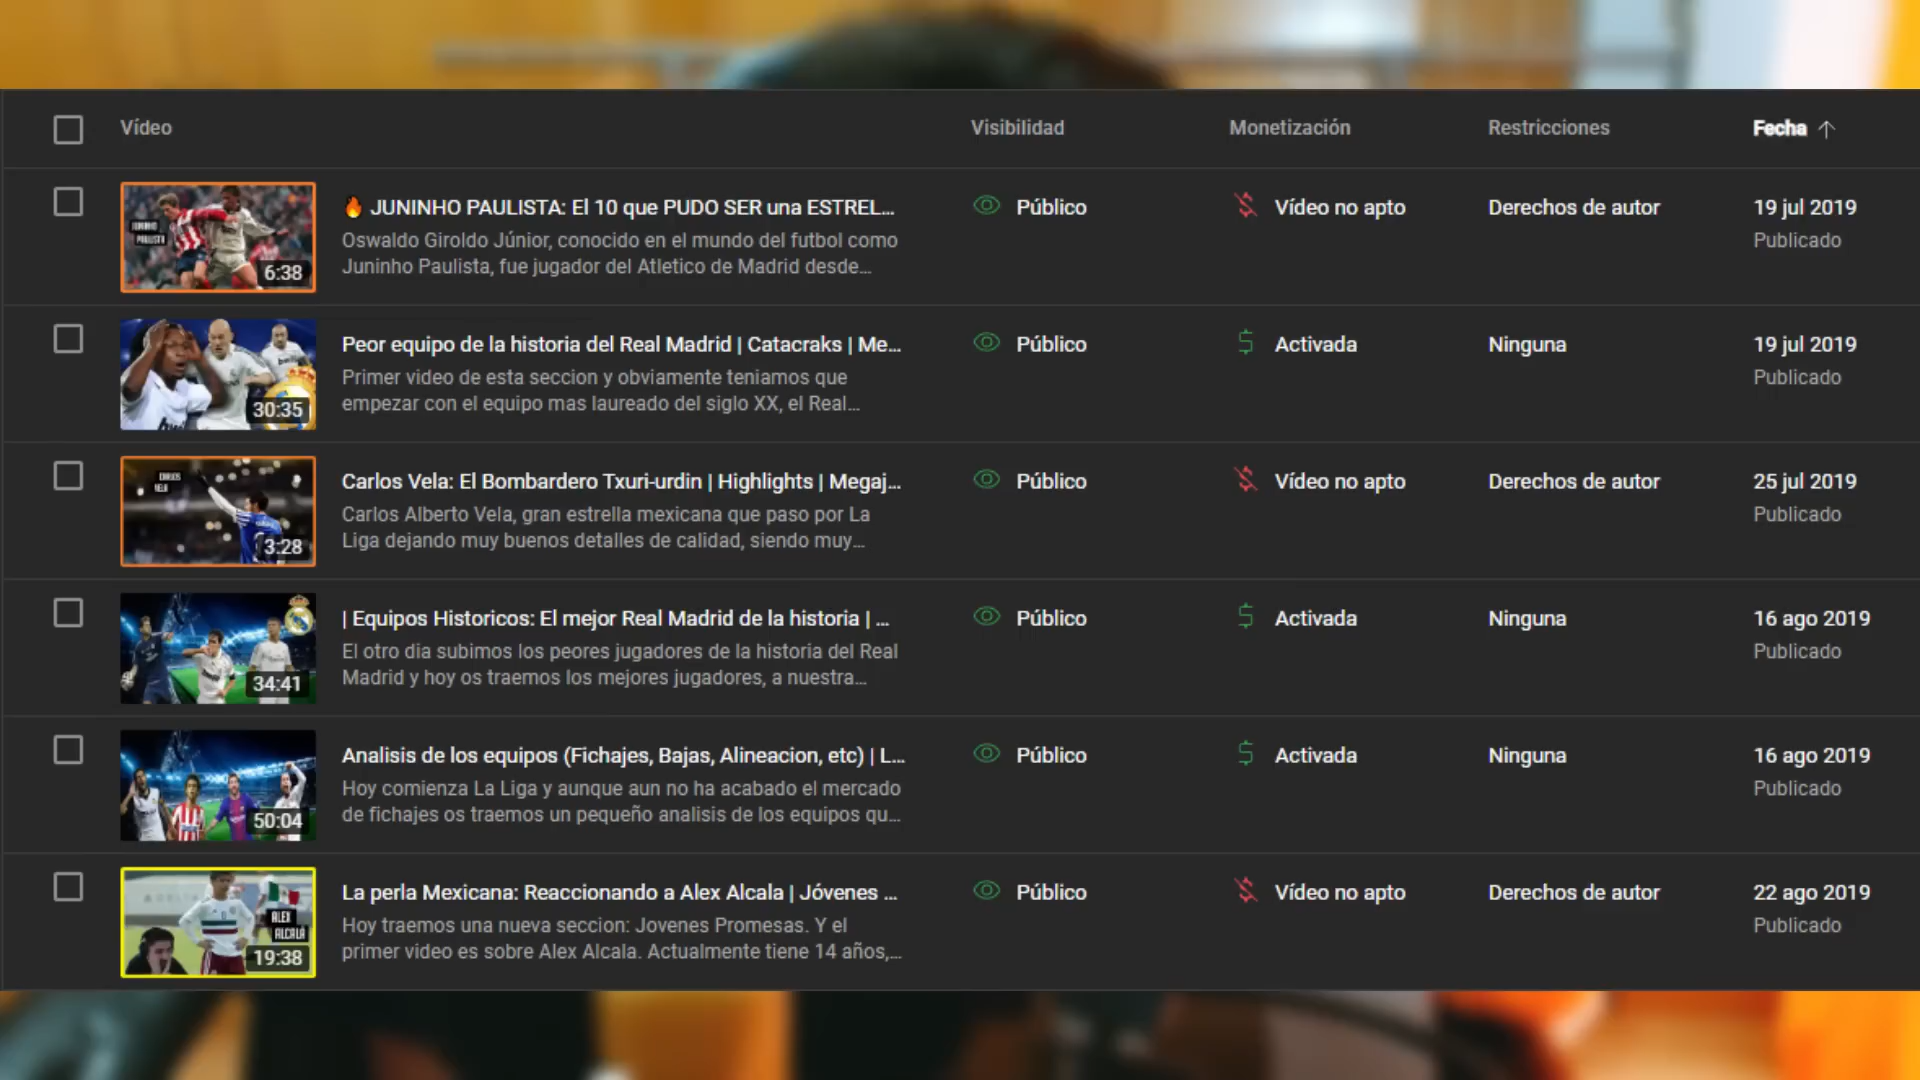 Vídeo Visibilidad Monetización Restricciones Fecha ↑
JUNINHO PAULISTA
6:38
🔥 JUNINHO PAULISTA: El 10 que PUDO SER una ESTREL...
Oswaldo Giroldo Júnior, conocido en el mundo del futbol como
Juninho Paulista, fue jugador del Atletico de Madrid desde...
Público
Vídeo no apto
Derechos de autor
19 jul 2019
Publicado
30:35
Peor equipo de la historia del Real Madrid | Catacraks | Me...
Primer video de esta seccion y obviamente teniamos que
empezar con el equipo mas laureado del siglo XX, el Real...
Público
Activada
Ninguna
19 jul 2019
Publicado
CARLOS
VELA
3:28
Carlos Vela: El Bombardero Txuri-urdin | Highlights | Megaj...
Carlos Alberto Vela, gran estrella mexicana que paso por La
Liga dejando muy buenos detalles de calidad, siendo muy...
Público
Vídeo no apto
Derechos de autor
25 jul 2019
Publicado
34:41
| Equipos Historicos: El mejor Real Madrid de la historia | ...
El otro dia subimos los peores jugadores de la historia del Real
Madrid y hoy os traemos los mejores jugadores, a nuestra...
Público
Activada
Ninguna
16 ago 2019
Publicado
50:04
Analisis de los equipos (Fichajes, Bajas, Alineacion, etc) | L...
Hoy comienza La Liga y aunque aun no ha acabado el mercado
de fichajes os traemos un pequeño analisis de los equipos qu...
Público
Activada
Ninguna
16 ago 2019
Publicado
ALEX
ALCALA
19:38
La perla Mexicana: Reaccionando a Alex Alcala | Jóvenes ...
Hoy traemos una nueva seccion: Jovenes Promesas. Y el
primer video es sobre Alex Alcala. Actualmente tiene 14 años,...
Público
Vídeo no apto
Derechos de autor
22 ago 2019
Publicado